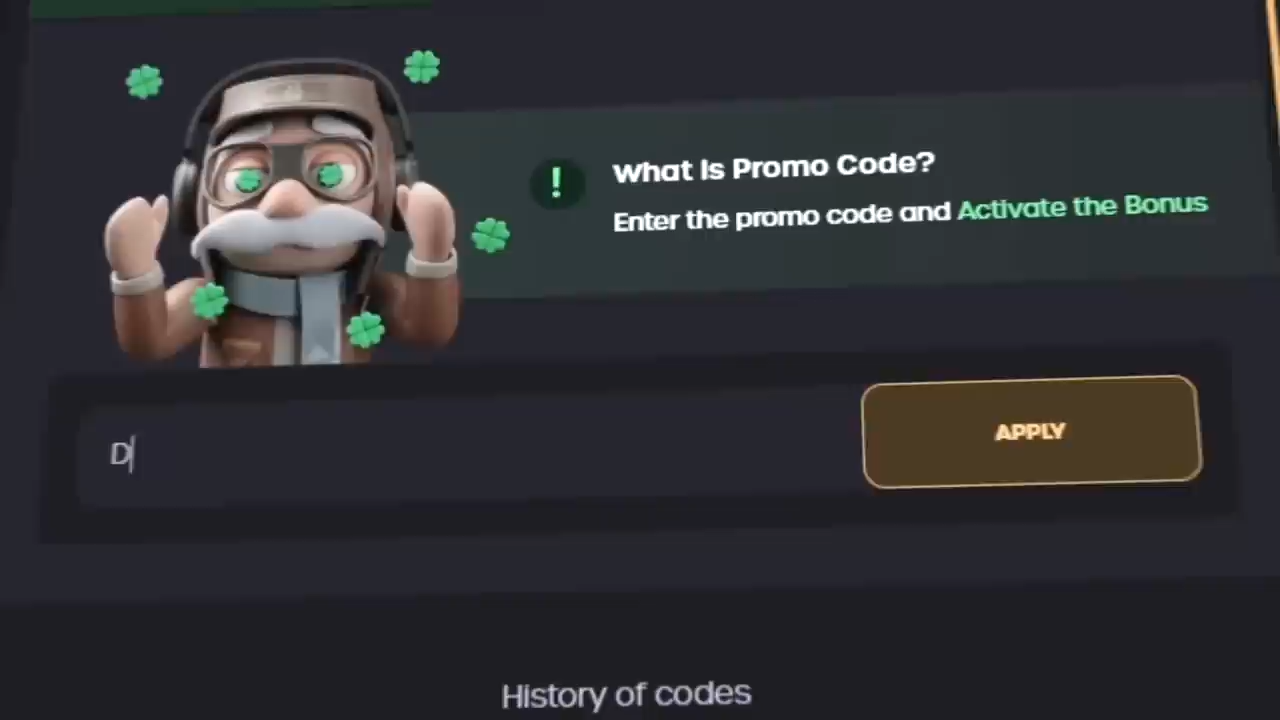 What Is Promo Code?
Enter the promo code and Activate the Bonus
D
APPLY
History of codes